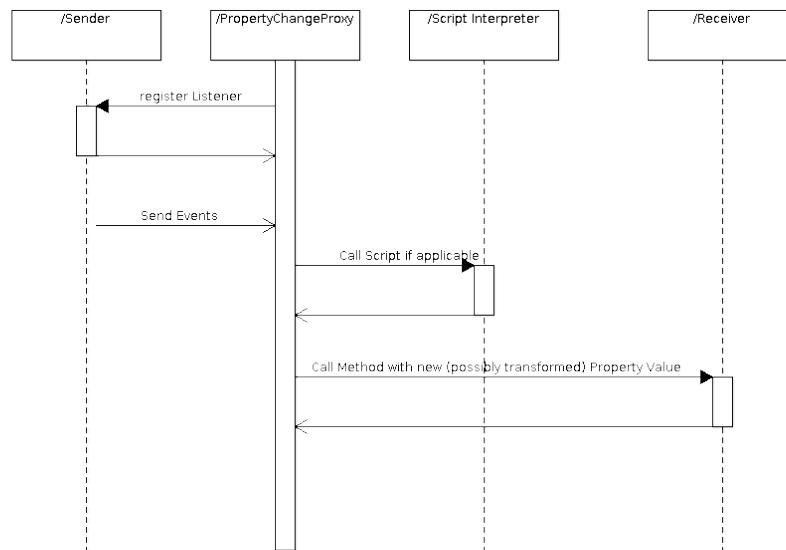 /Sender
/PropertyChangeProxy
/Script Interpreter
/Receiver
register Listener
Send Events
Call Script if applicable
Call Method with new (possibly transformed) Property Value